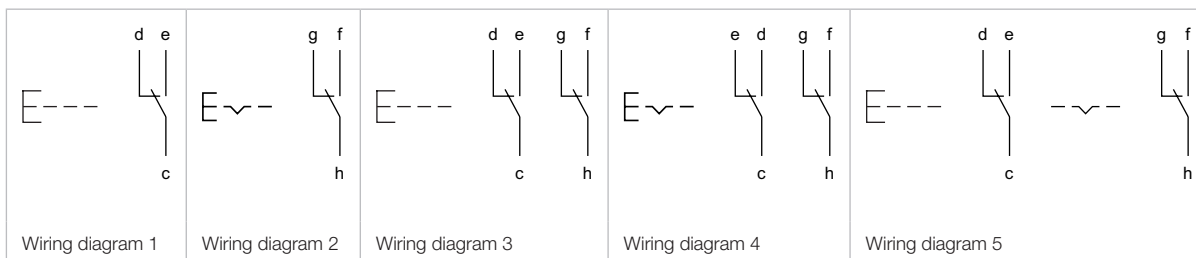 d e g f d e g f e d g f d e g f
c h c h c h c h
Wiring diagram 1 Wiring diagram 2 Wiring diagram 3 Wiring diagram 4 Wiring diagram 5